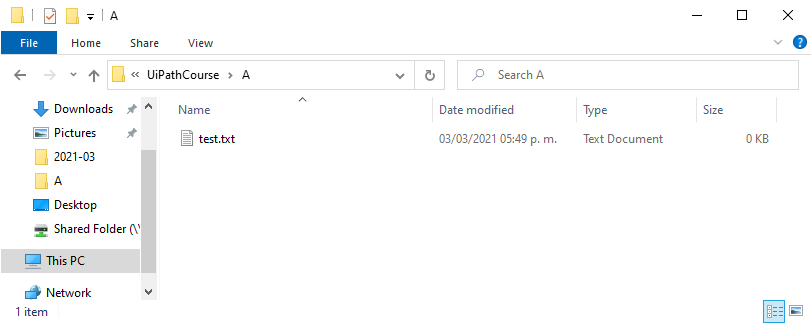 A
File Home Share View
« UiPathCourse > A
Search A
Downloads
Pictures
2021-03
A
Desktop
Shared Folder (\\
This PC
Network
Name Date modified Type Size
test.txt 03/03/2021 05:49 p. m. Text Document 0 KB
1 item